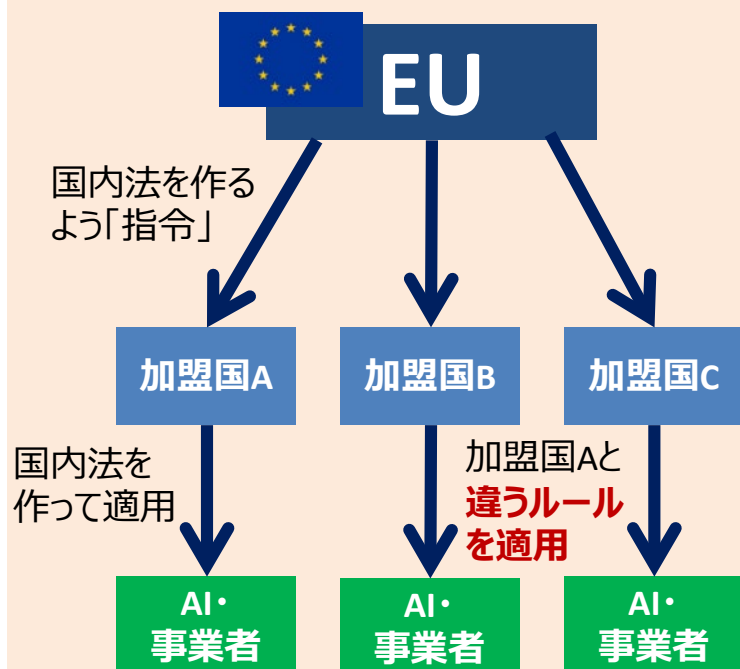 EU
国内法を作る
よう「指令」
加盟国A
加盟国B
加盟国C
国内法を
作って適用
加盟国Aと
違うルール
を適用
AI・
事業者
AI・
事業者
AI・
事業者